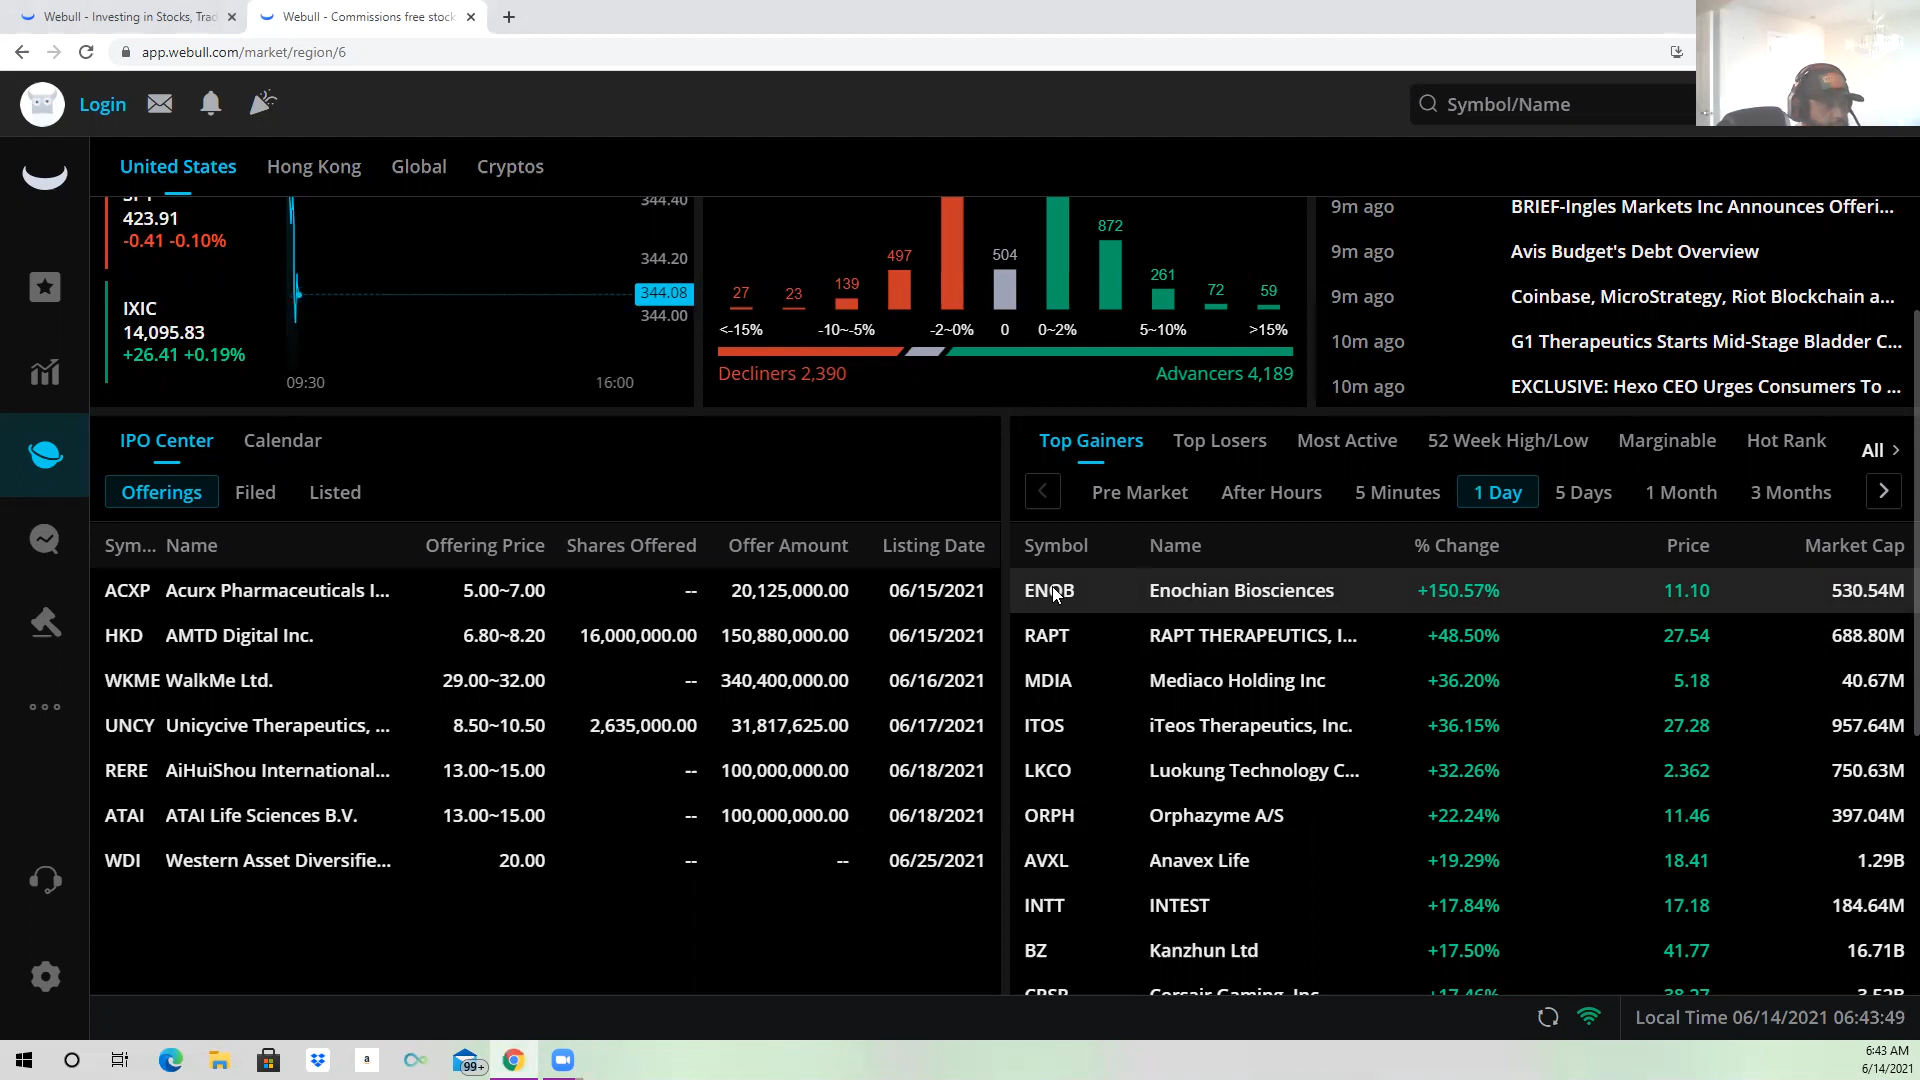 Webull - Investing in Stocks, Trad
Webull - Commissions free stock
app.webull.com/market/region/6
Login
Symbol/Name
United States Hong Kong Global Cryptos
423.91
-0.41 -0.10%
IXIC
14,095.83
+26.41 +0.19%
344.40
344.20
344.08
344.00
09:30 16:00
27 23 139 497 504 872 261 72 59
<-15% -10~-5% -2~0% 0 0~2% 5~10% >15%
Decliners 2,390 Advancers 4,189
9m ago BRIEF-Ingles Markets Inc Announces Offeri...
9m ago Avis Budget's Debt Overview
9m ago Coinbase, MicroStrategy, Riot Blockchain a...
10m ago G1 Therapeutics Starts Mid-Stage Bladder C...
10m ago EXCLUSIVE: Hexo CEO Urges Consumers To ...
IPO Center Calendar
Offerings Filed Listed
Sym... Name Offering Price Shares Offered Offer Amount Listing Date
ACXP Acurx Pharmaceuticals I... 5.00~7.00 -- 20,125,000.00 06/15/2021
HKD AMTD Digital Inc. 6.80~8.20 16,000,000.00 150,880,000.00 06/15/2021
WKME WalkMe Ltd. 29.00~32.00 -- 340,400,000.00 06/16/2021
UNCY Unicycive Therapeutics, ... 8.50~10.50 2,635,000.00 31,817,625.00 06/17/2021
RERE AiHuiShou International... 13.00~15.00 -- 100,000,000.00 06/18/2021
ATAI ATAI Life Sciences B.V. 13.00~15.00 -- 100,000,000.00 06/18/2021
WDI Western Asset Diversifie... 20.00 -- -- 06/25/2021
Top Gainers Top Losers Most Active 52 Week High/Low Marginable Hot Rank All >
Pre Market After Hours 5 Minutes 1 Day 5 Days 1 Month 3 Months
Symbol Name % Change Price Market Cap
ENOB Enochian Biosciences +150.57% 11.10 530.54M
RAPT RAPT THERAPEUTICS, I... +48.50% 27.54 688.80M
MDIA Mediaco Holding Inc +36.20% 5.18 40.67M
ITOS iTeos Therapeutics, Inc. +36.15% 27.28 957.64M
LKCO Luokung Technology C... +32.26% 2.362 750.63M
ORPH Orphazyme A/S +22.24% 11.46 397.04M
AVXL Anavex Life +19.29% 18.41 1.29B
INTT INTEST +17.84% 17.18 184.64M
BZ Kanzhun Ltd +17.50% 41.77 16.71B
Local Time 06/14/2021 06:43:49
a
99+
6:43 AM
6/14/2021